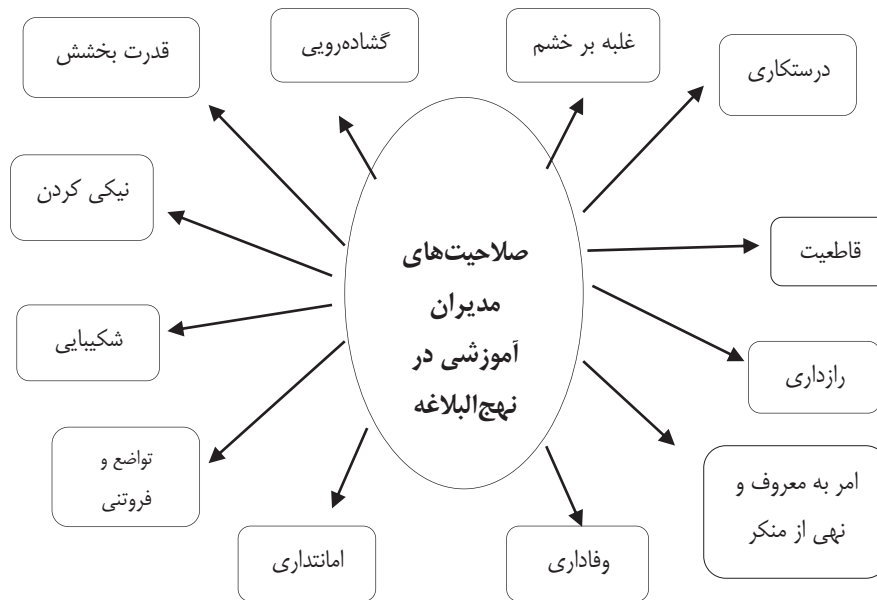 غلبه بر خشم
گشاده‌رویی
قدرت بخشش
درستکاری
نیکی کردن
قاطعیت
شکیبایی
رازداری
تواضع و
فروتنی
امر به معروف و
نهی از منکر
امانتداری
وفاداری
صلاحیت‌های
مدیران
آموزشی در
نهج‌البلاغه